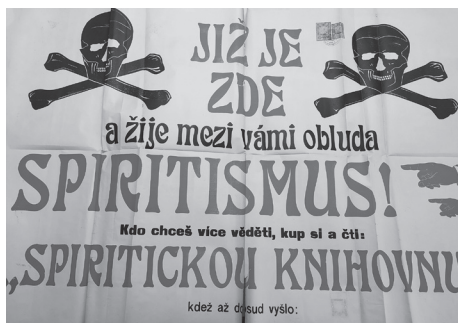 JIŽ JE
ZDE
a žije mezi vámi obluda
SPIRITISMUS!
Kdo chceš více věděti, kup si a čti:
„SPIRITICKOU KNIHOVNU
kdež až dosud vyšlo: